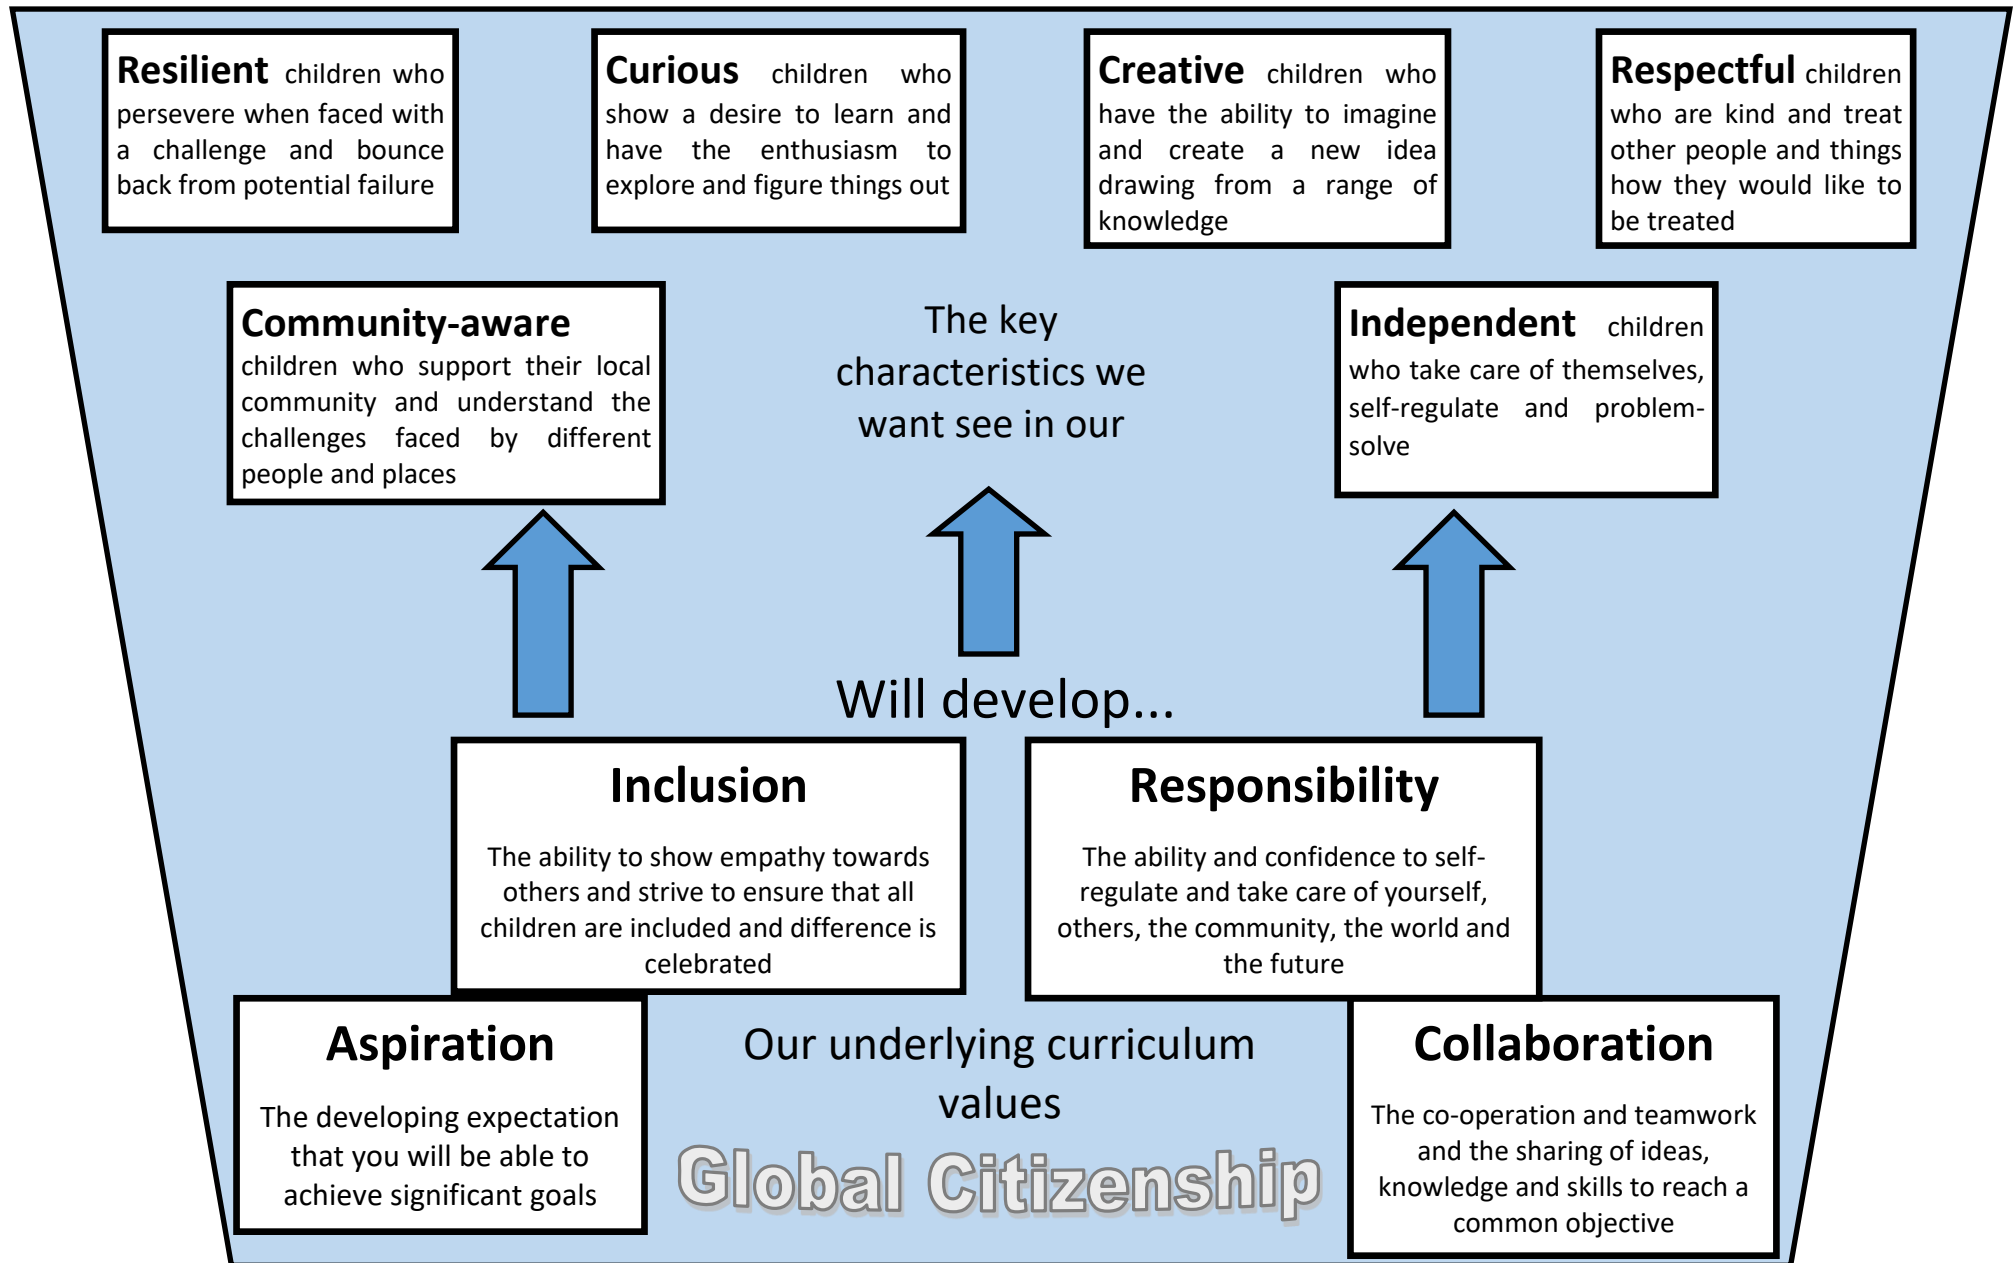 Resilient children who
persevere when faced with
a challenge and bounce
back from potential failure
Curious children who
show a desire to learn and
have the enthusiasm to
explore and figure things out
Creative children who
have the ability to imagine
and create a new idea
drawing from a range of
knowledge
Respectful children
who are kind and treat
other people and things
how they would like to
be treated
Community-aware
children who support their local
community and understand the
challenges faced by different
people and places
The key
characteristics we
want see in our
Independent children
who take care of themselves,
self-regulate and problem-
solve
Will develop...
Inclusion
The ability to show empathy towards
others and strive to ensure that all
children are included and difference is
celebrated
Responsibility
The ability and confidence to self-
regulate and take care of yourself,
others, the community, the world and
the future
Aspiration
The developing expectation
that you will be able to
achieve significant goals
Our underlying curriculum
values
Global Citizenship
Collaboration
The co-operation and teamwork
and the sharing of ideas,
knowledge and skills to reach a
common objective